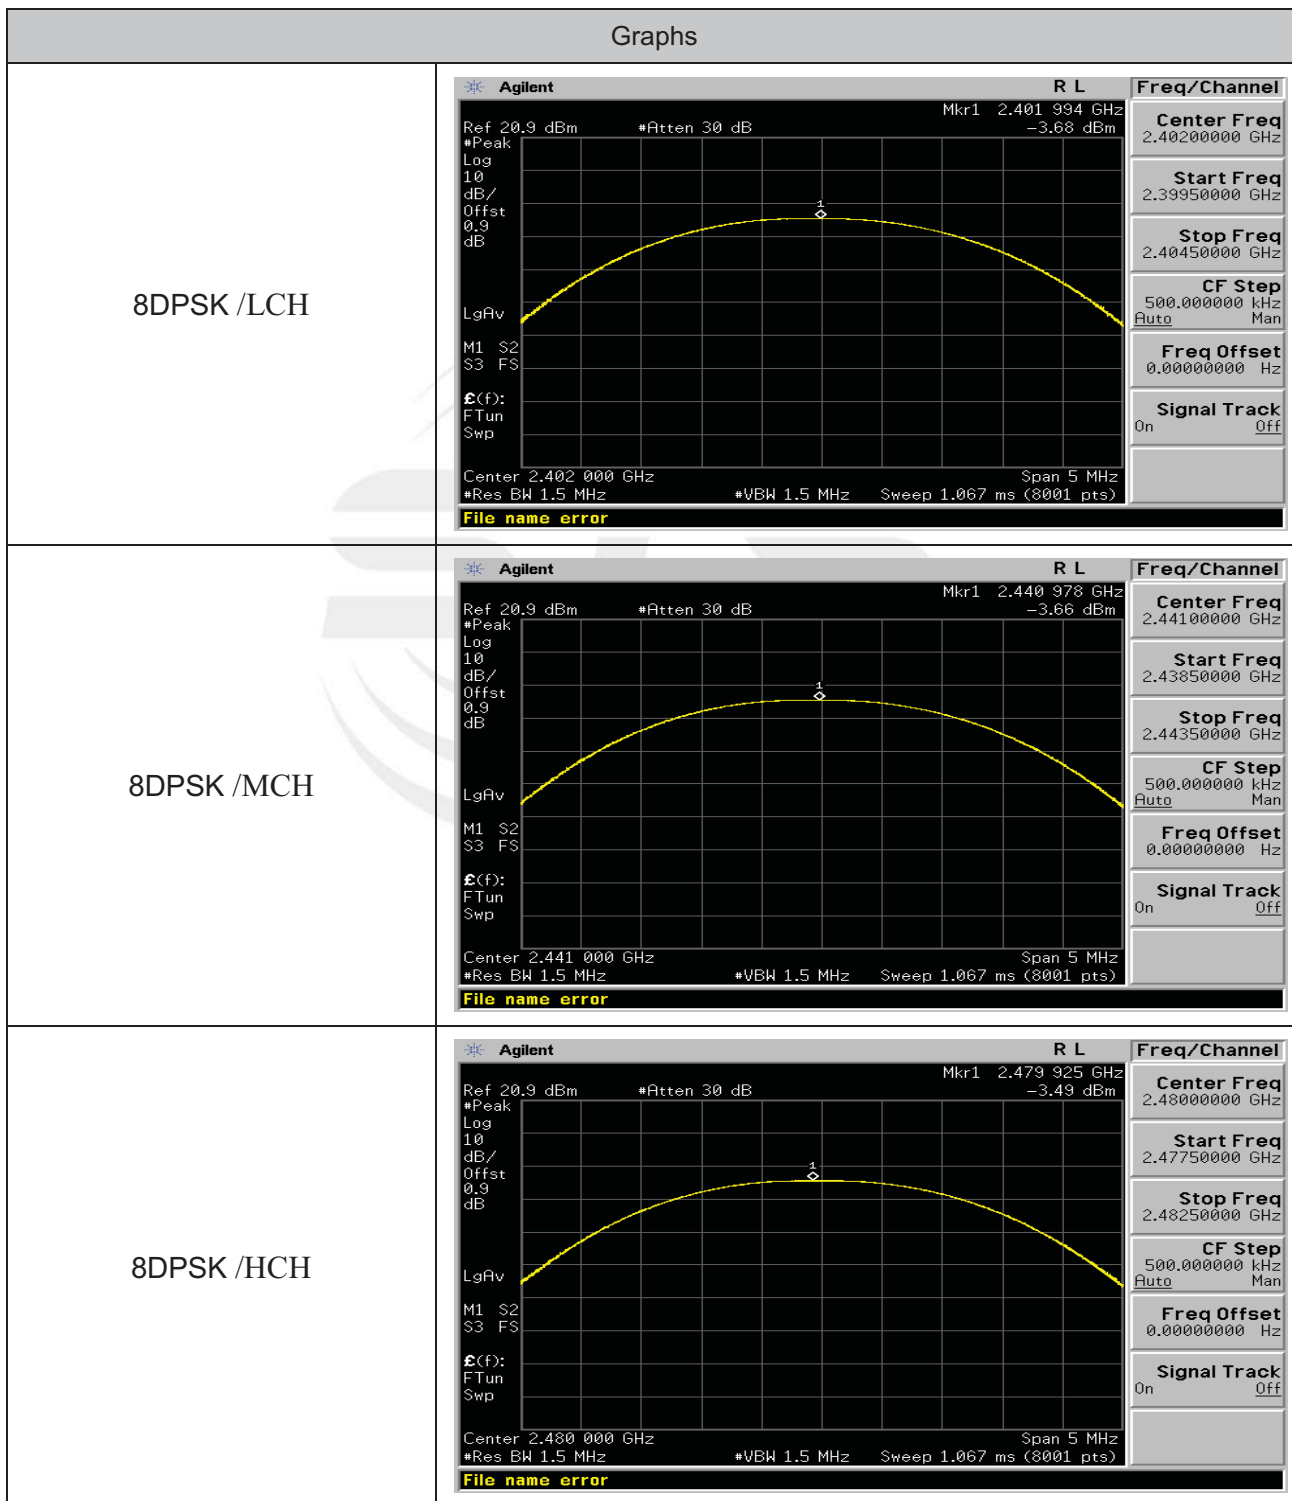 Graphs
8DPSK /LCH
Agilent R L Freq/Channel
Mkr1 2.401 994 GHz
Ref 20.9 dBm #Atten 30 dB -3.68 dBm
#Peak
Log
10
dB/
Offst
0.9
dB
LgAv
M1 S2
S3 FS
£(f):
FTun
Swp
Center 2.402 000 GHz Span 5 MHz
#Res BW 1.5 MHz #VBW 1.5 MHz Sweep 1.067 ms (8001 pts)
File name error
1
Center Freq
2.40200000 GHz
Start Freq
2.39950000 GHz
Stop Freq
2.40450000 GHz
CF Step
500.000000 kHz
Auto Man
Freq Offset
0.00000000 Hz
Signal Track
On Off
8DPSK /MCH
Agilent R L Freq/Channel
Mkr1 2.440 978 GHz
Ref 20.9 dBm #Atten 30 dB -3.66 dBm
#Peak
Log
10
dB/
Offst
0.9
dB
LgAv
M1 S2
S3 FS
£(f):
FTun
Swp
Center 2.441 000 GHz Span 5 MHz
#Res BW 1.5 MHz #VBW 1.5 MHz Sweep 1.067 ms (8001 pts)
File name error
1
Center Freq
2.44100000 GHz
Start Freq
2.43850000 GHz
Stop Freq
2.44350000 GHz
CF Step
500.000000 kHz
Auto Man
Freq Offset
0.00000000 Hz
Signal Track
On Off
8DPSK /HCH
Agilent R L Freq/Channel
Mkr1 2.479 925 GHz
Ref 20.9 dBm #Atten 30 dB -3.49 dBm
#Peak
Log
10
dB/
Offst
0.9
dB
LgAv
M1 S2
S3 FS
£(f):
FTun
Swp
Center 2.480 000 GHz Span 5 MHz
#Res BW 1.5 MHz #VBW 1.5 MHz Sweep 1.067 ms (8001 pts)
File name error
1
Center Freq
2.48000000 GHz
Start Freq
2.47750000 GHz
Stop Freq
2.48250000 GHz
CF Step
500.000000 kHz
Auto Man
Freq Offset
0.00000000 Hz
Signal Track
On Off